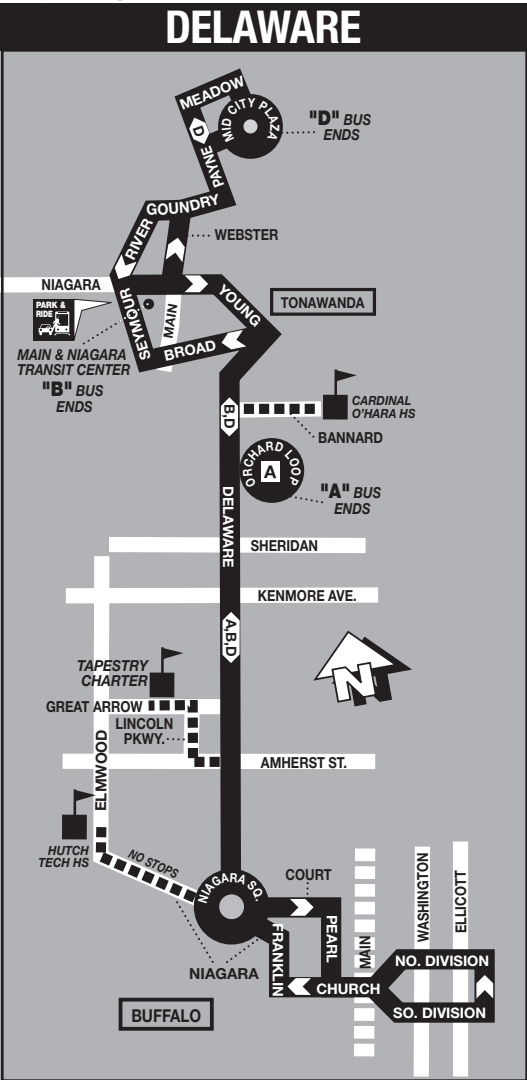 DELAWARE
MEADOW
MID CITY PLAZA
"D" BUS
ENDS
D
PAYNE
GOUNDRY
WEBSTER
RIVER
NIAGARA
YOUNG
TONAWANDA
PARK &
RIDE
SEYMOUR
MAIN
BROAD
MAIN & NIAGARA
TRANSIT CENTER
"B" BUS
ENDS
B,D
CARDINAL
O'HARA HS
BANNARD
ORCHARD LOOP
A
"A" BUS
ENDS
DELAWARE
SHERIDAN
KENMORE AVE.
A,B,D
N
TAPESTRY
CHARTER
GREAT ARROW
LINCOLN
PKWY.
ELMWOOD
AMHERST ST.
HUTCH
TECH HS
NO STOPS
NIAGARA SQ.
COURT
PEARL
FRANKLIN
NIAGARA
MAIN
WASHINGTON
ELLICOTT
NO. DIVISION
CHURCH
SO. DIVISION
BUFFALO